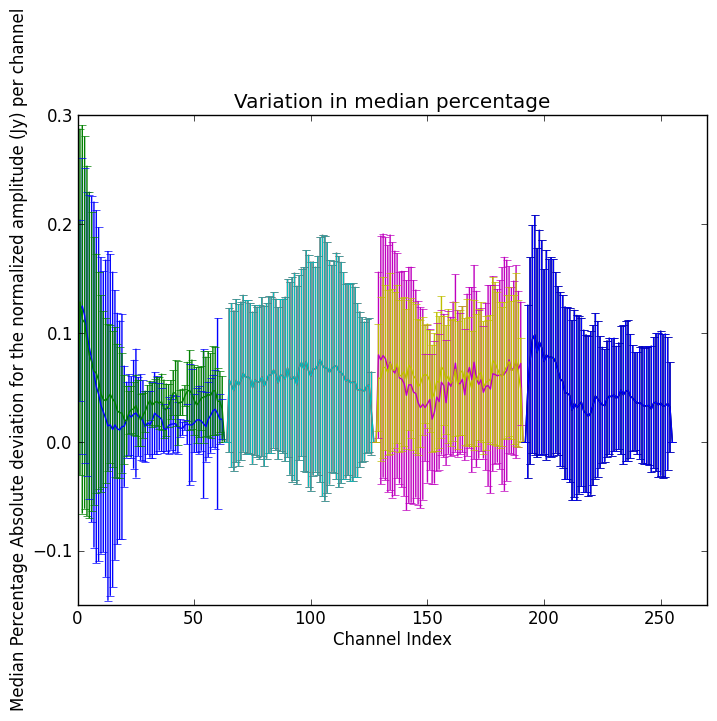 Variation in median percentage
Median Percentage Absolute deviation for the normalized amplitude (Jy) per channel
0.3
0.2
0.1
0.0
−0.1
0 50 100 150 200 250
Channel Index